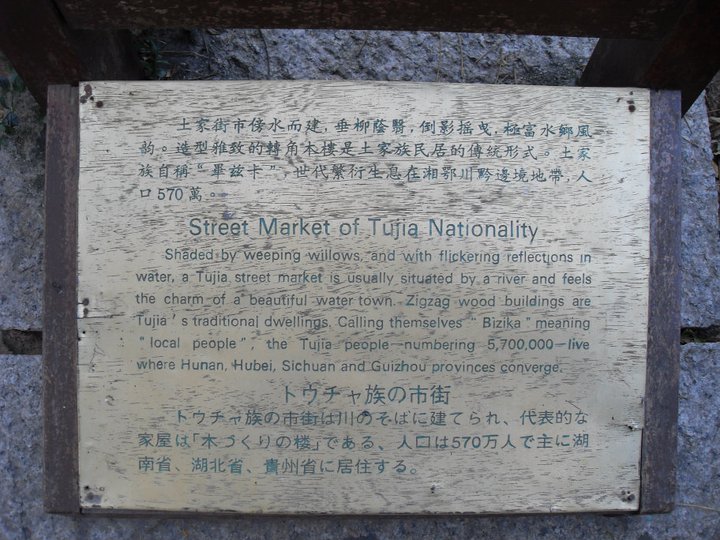 土家街市傍水而建,垂柳蔭翳,倒影摇曳,極富水鄉風
韵。造型雅致的轉角木樓是土家族民居的傳統形式。土家
族自稱“畢兹卡”,世代繁衍生息在湘鄂川黔邊境地帶,人
口570萬。
Street Market of Tujia Nationality
Shaded by weeping willows, and with flickering reflections in
water, a Tujia street market is usually situated by a river and feels
the charm of a beautiful water town. Zigzag wood buildings are
Tujia's traditional dwellings. Calling themselves "Bizika" meaning
"local people", the Tujia people—numbering 5,700,000—live
where Hunan, Hubei, Sichuan and Guizhou provinces converge.
トウチャ族の市街
トウチャ族の市街は川のそばに建てられ、代表的な
家屋は「木づくりの楼」である、人口は570万人で主に湖
南省、湖北省、貴州省に居住する。